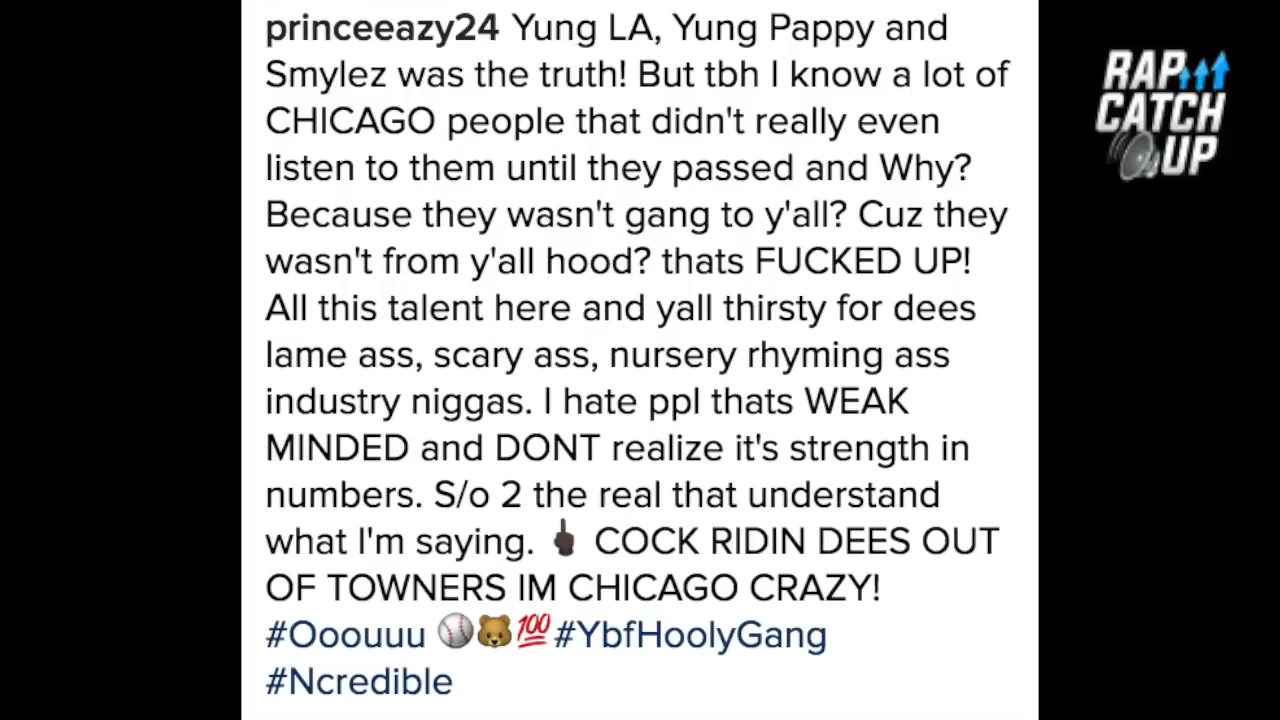 princeeazy24 Yung LA, Yung Pappy and
Smylez was the truth! But tbh I know a lot of
CHICAGO people that didn't really even
listen to them until they passed and Why?
Because they wasn't gang to y'all? Cuz they
wasn't from y'all hood? thats FUCKED UP!
All this talent here and yall thirsty for dees
lame ass, scary ass, nursery rhyming ass
industry niggas. I hate ppl thats WEAK
MINDED and DONT realize it's strength in
numbers. S/o 2 the real that understand
what I'm saying. 🖕🏿 COCK RIDIN DEES OUT
OF TOWNERS IM CHICAGO CRAZY!
#Ooouuu ⚾🐻💯#YbfHoolyGang
#Ncredible
RAP
CATCH
UP